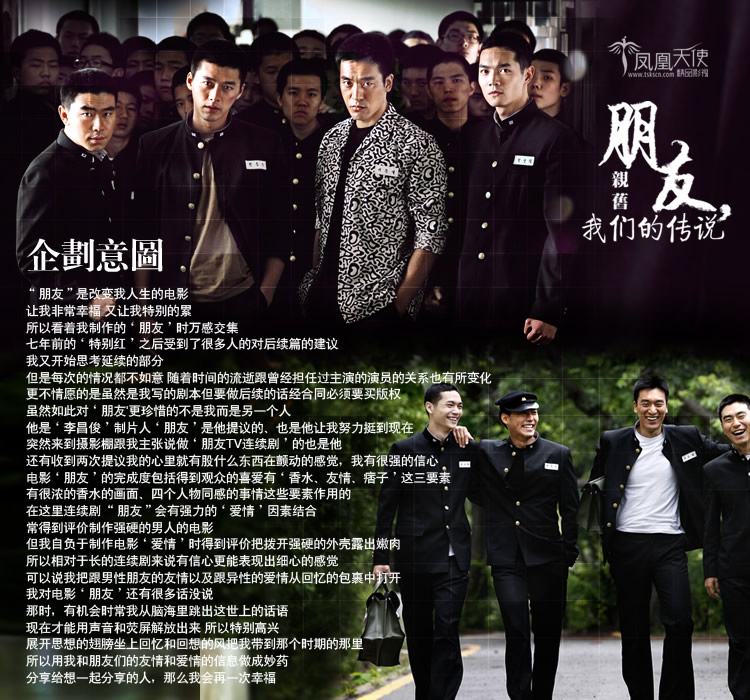 凤凰天使
www.tskscn.com
朋友,
親舊
我们的传说
企劃意圖
“朋友”是改变我人生的电影
让我非常幸福 又让我特别的累
所以看着我制作的‘朋友’时万感交集
七年前的‘特别红’之后受到了很多人的对后续篇的建议
我又开始思考延续的部分
但是每次的情况都不如意 随着时间的流逝跟曾经担任过主演的演员的关系也有所变化
更不情愿的是虽然是我写的剧本但要做后续的话经合同必须要买版权
虽然如此对‘朋友’更珍惜的不是我而是另一个人
他是‘李昌俊’制片人‘朋友’是他提议的、也是他让我努力挺到现在
突然来到摄影棚跟我主张说做‘朋友TV连续剧’的也是他
还有收到两次提议我的心里就有股什么东西在颤动的感觉，我有很强的信心
电影‘朋友’的完成度包括得到观众的喜爱有‘香水、友情、痞子’这三要素
有很浓的香水的画面、四个人物同感的事情这些要素作用的
在这里连续剧“朋友”会有强力的‘爱情’因素结合
常得到评价制作强硬的男人的电影
但我自负于制作电影‘爱情’时得到评价把拨开强硬的外壳露出嫩肉
所以相对于长的连续剧来说有信心更能表现出细心的感觉
可以说我把跟男性朋友的友情以及跟异性的爱情从回忆的包裹中打开
我对电影‘朋友’还有很多话没说
那时，有机会时常我从脑海里跳出这世上的话语
现在才能用声音和荧屏解放出来 所以特别高兴
展开思想的翅膀坐上回忆和回想的风把我带到那个时期的那里
所以用我和朋友们的友情和爱情的信息做成妙药
分享给想一起分享的人，那么我会再一次幸福